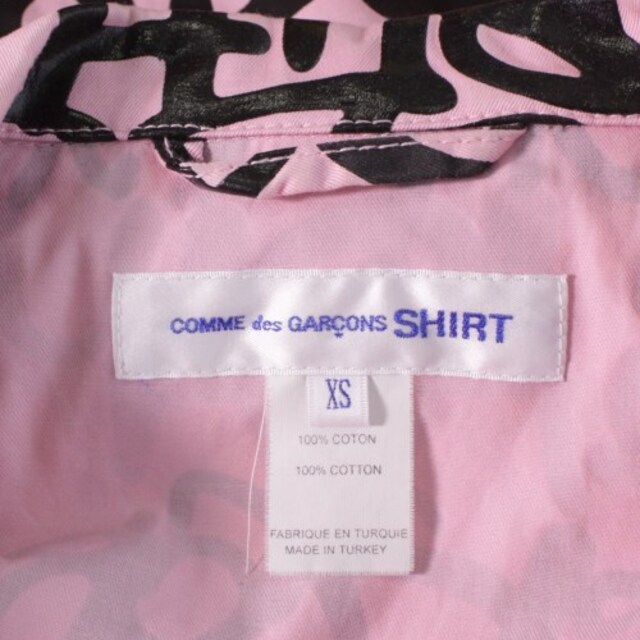 COMME des GARÇONS SHIRT
XS
100% COTON
100% COTTON
FABRIQUE EN TURQUIE
MADE IN TURKEY